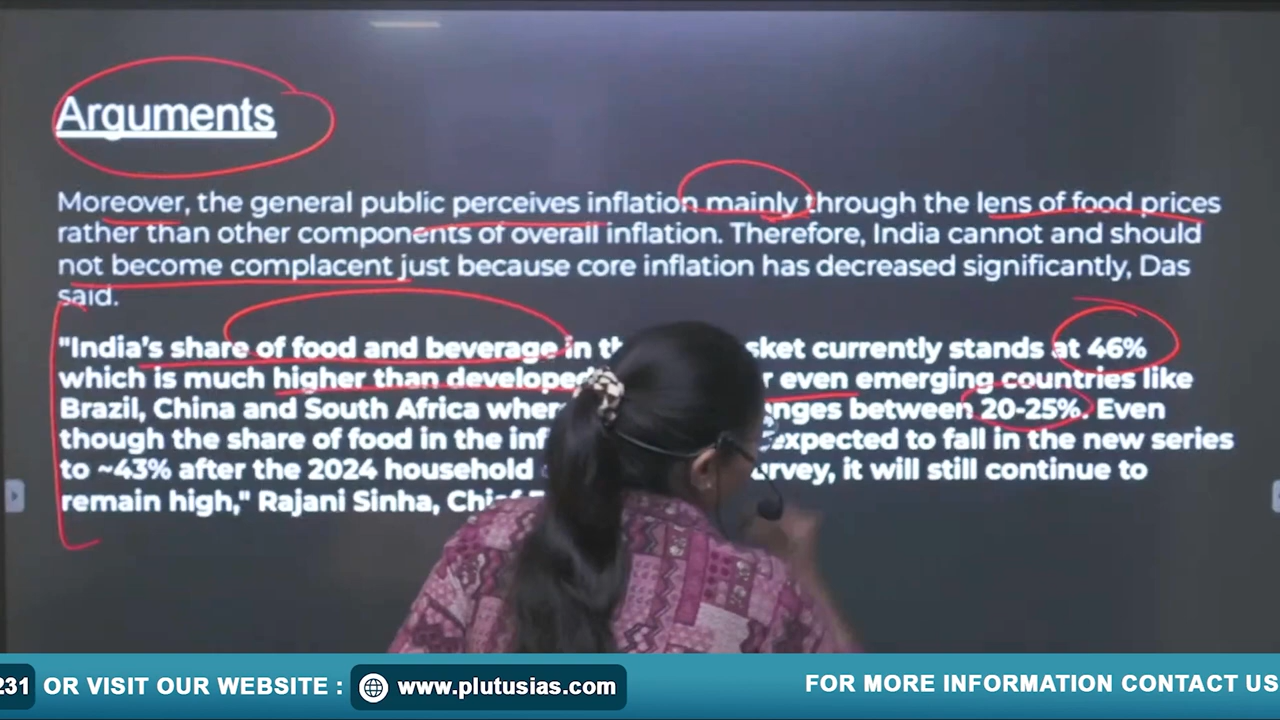 Arguments
Moreover, the general public perceives inflation mainly through the lens of food prices
rather than other components of overall inflation. Therefore, India cannot and should
not become complacent just because core inflation has decreased significantly, Das
said.
"India's share of food and beverage in sket currently stands at 46%
which is much higher than developed even emerging countries like
Brazil, China and South Africa nges between 20-25%. Even
though the share of food in the expected to fall in the new series
to ~43% after the 2024 household urvey, it will still continue to
remain high," Rajani Sinha,
231 OR VISIT OUR WEBSITE : www.plutusias.com FOR MORE INFORMATION CONTACT US